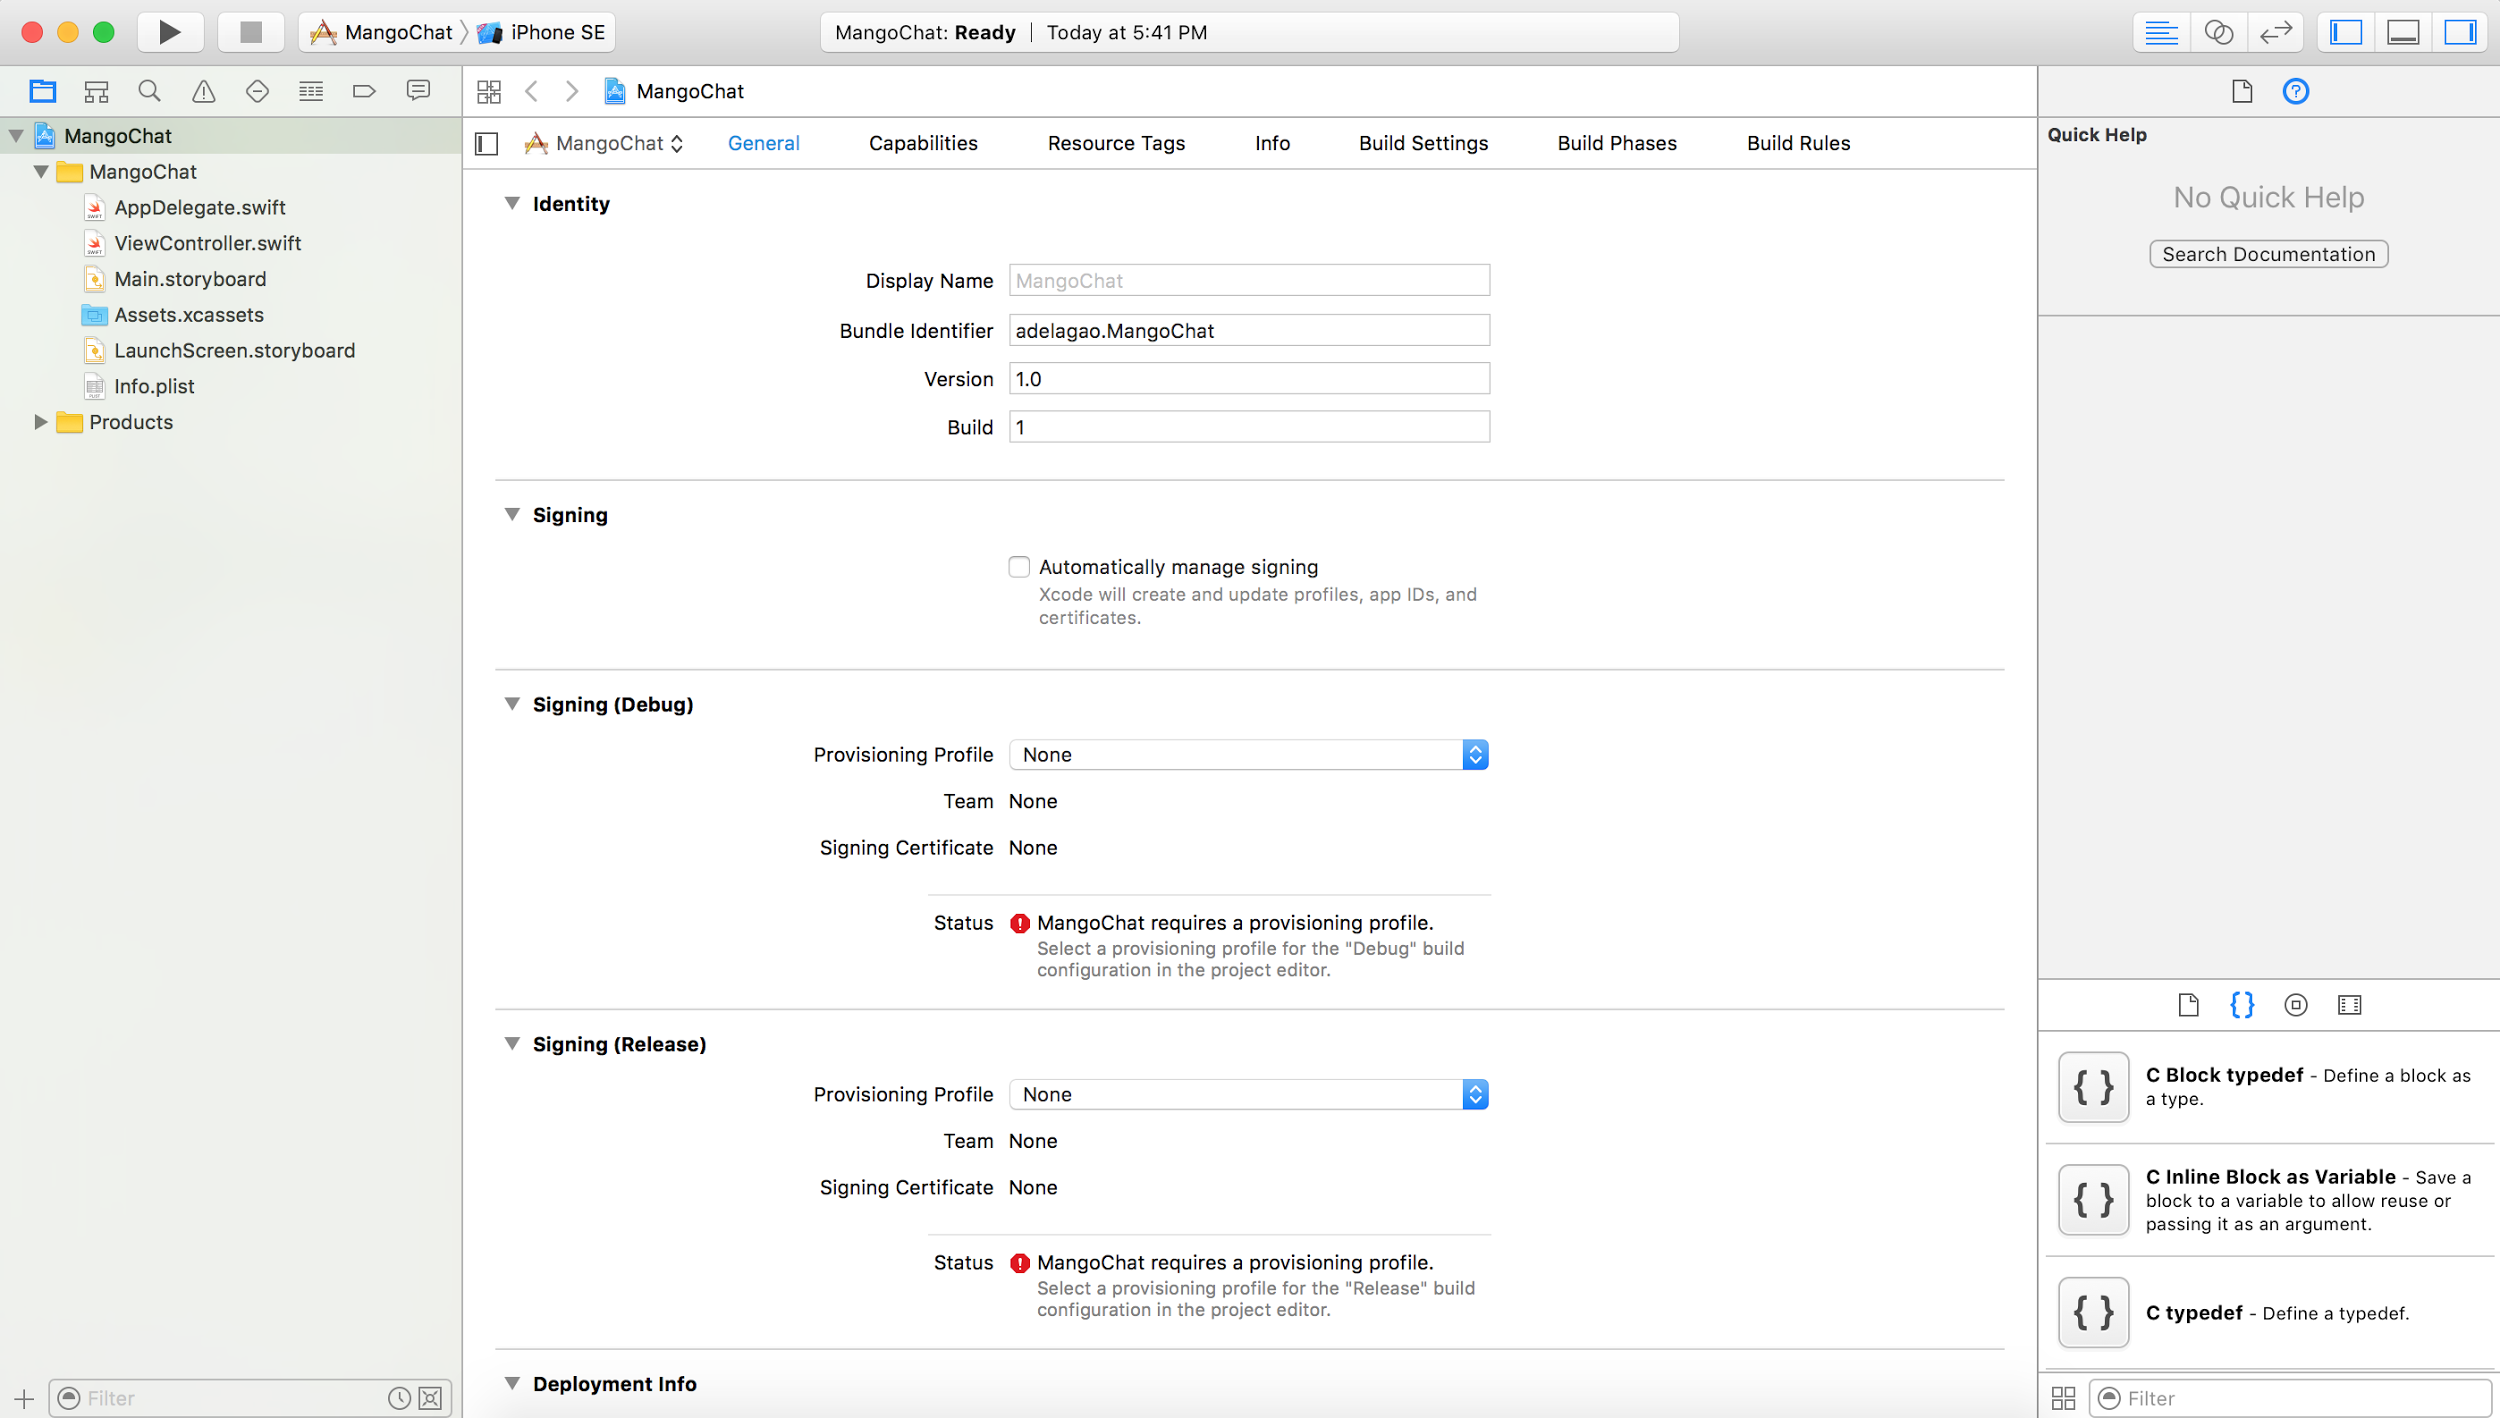 MangoChat iPhone SE
MangoChat: Ready Today at 5:41 PM
MangoChat
MangoChat
AppDelegate.swift
ViewController.swift
Main.storyboard
Assets.xcassets
LaunchScreen.storyboard
Info.plist
Products
Filter
MangoChat
MangoChat General Capabilities Resource Tags Info Build Settings Build Phases Build Rules
Identity
Display Name MangoChat
Bundle Identifier adelagao.MangoChat
Version 1.0
Build 1
Signing
Automatically manage signing
Xcode will create and update profiles, app IDs, and
certificates.
Signing (Debug)
Provisioning Profile None
Team None
Signing Certificate None
Status MangoChat requires a provisioning profile.
Select a provisioning profile for the "Debug" build
configuration in the project editor.
Signing (Release)
Provisioning Profile None
Team None
Signing Certificate None
Status MangoChat requires a provisioning profile.
Select a provisioning profile for the "Release" build
configuration in the project editor.
Deployment Info
Quick Help
No Quick Help
Search Documentation
{ }
C Block typedef - Define a block as
a type.
{ }
C Inline Block as Variable - Save a
block to a variable to allow reuse or
passing it as an argument.
{ }
C typedef - Define a typedef.
Filter